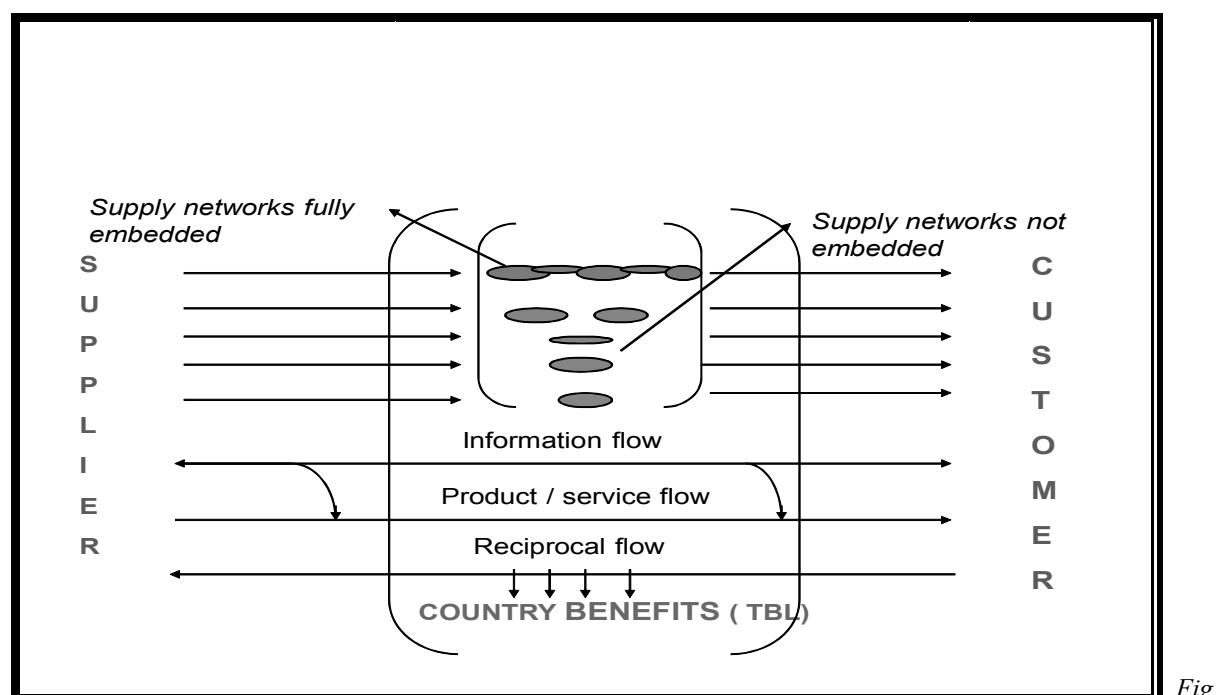 Supply networks fully
embedded
Supply networks not
embedded
S
U
P
P
L
I
E
R
C
U
S
T
O
M
E
R
Information flow
Product / service flow
Reciprocal flow
COUNTRY BENEFITS ( TBL)
Fig